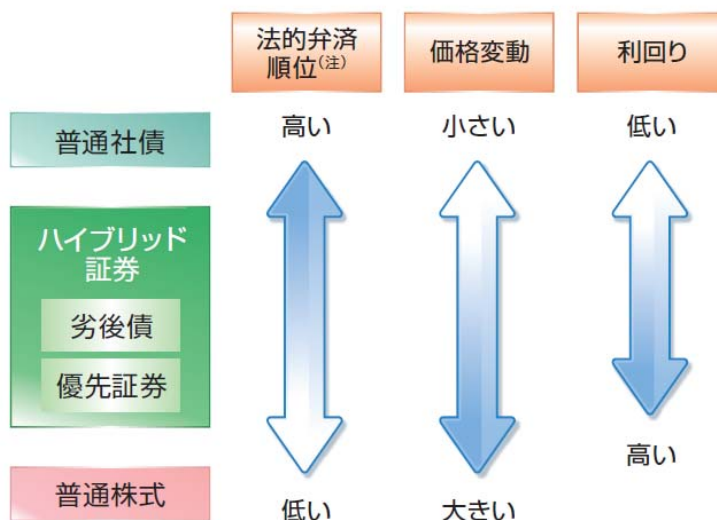 法的弁済
順位(注)
価格変動
利回り
普通社債
高い
小さい
低い
ハイブリッド
証券
劣後債
優先証券
高い
普通株式
低い
大きい